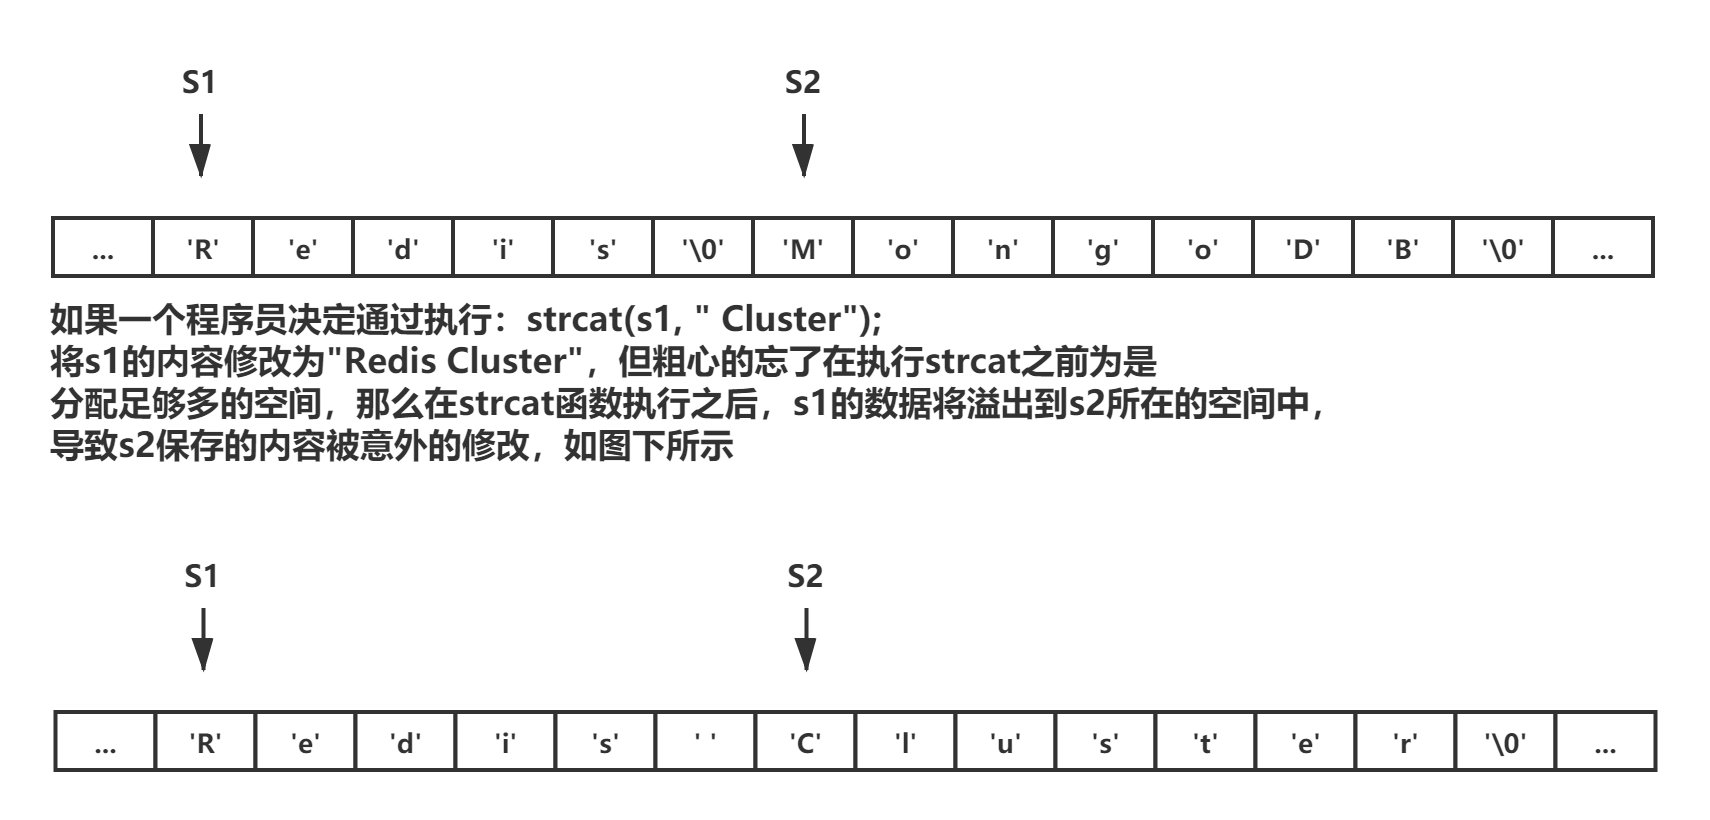 S1 S2
... 'R' 'e' 'd' 'i' 's' '\0' 'M' 'o' 'n' 'g' 'o' 'D' 'B' '\0' ...
如果一个程序员决定通过执行：strcat(s1, " Cluster");
将s1的内容修改为"Redis Cluster"，但粗心的忘了在执行strcat之前为是
分配足够多的空间，那么在strcat函数执行之后，s1的数据将溢出到s2所在的空间中，
导致s2保存的内容被意外的修改，如图下所示
S1 S2
... 'R' 'e' 'd' 'i' 's' ' ' 'C' 'l' 'u' 's' 't' 'e' 'r' '\0' ...